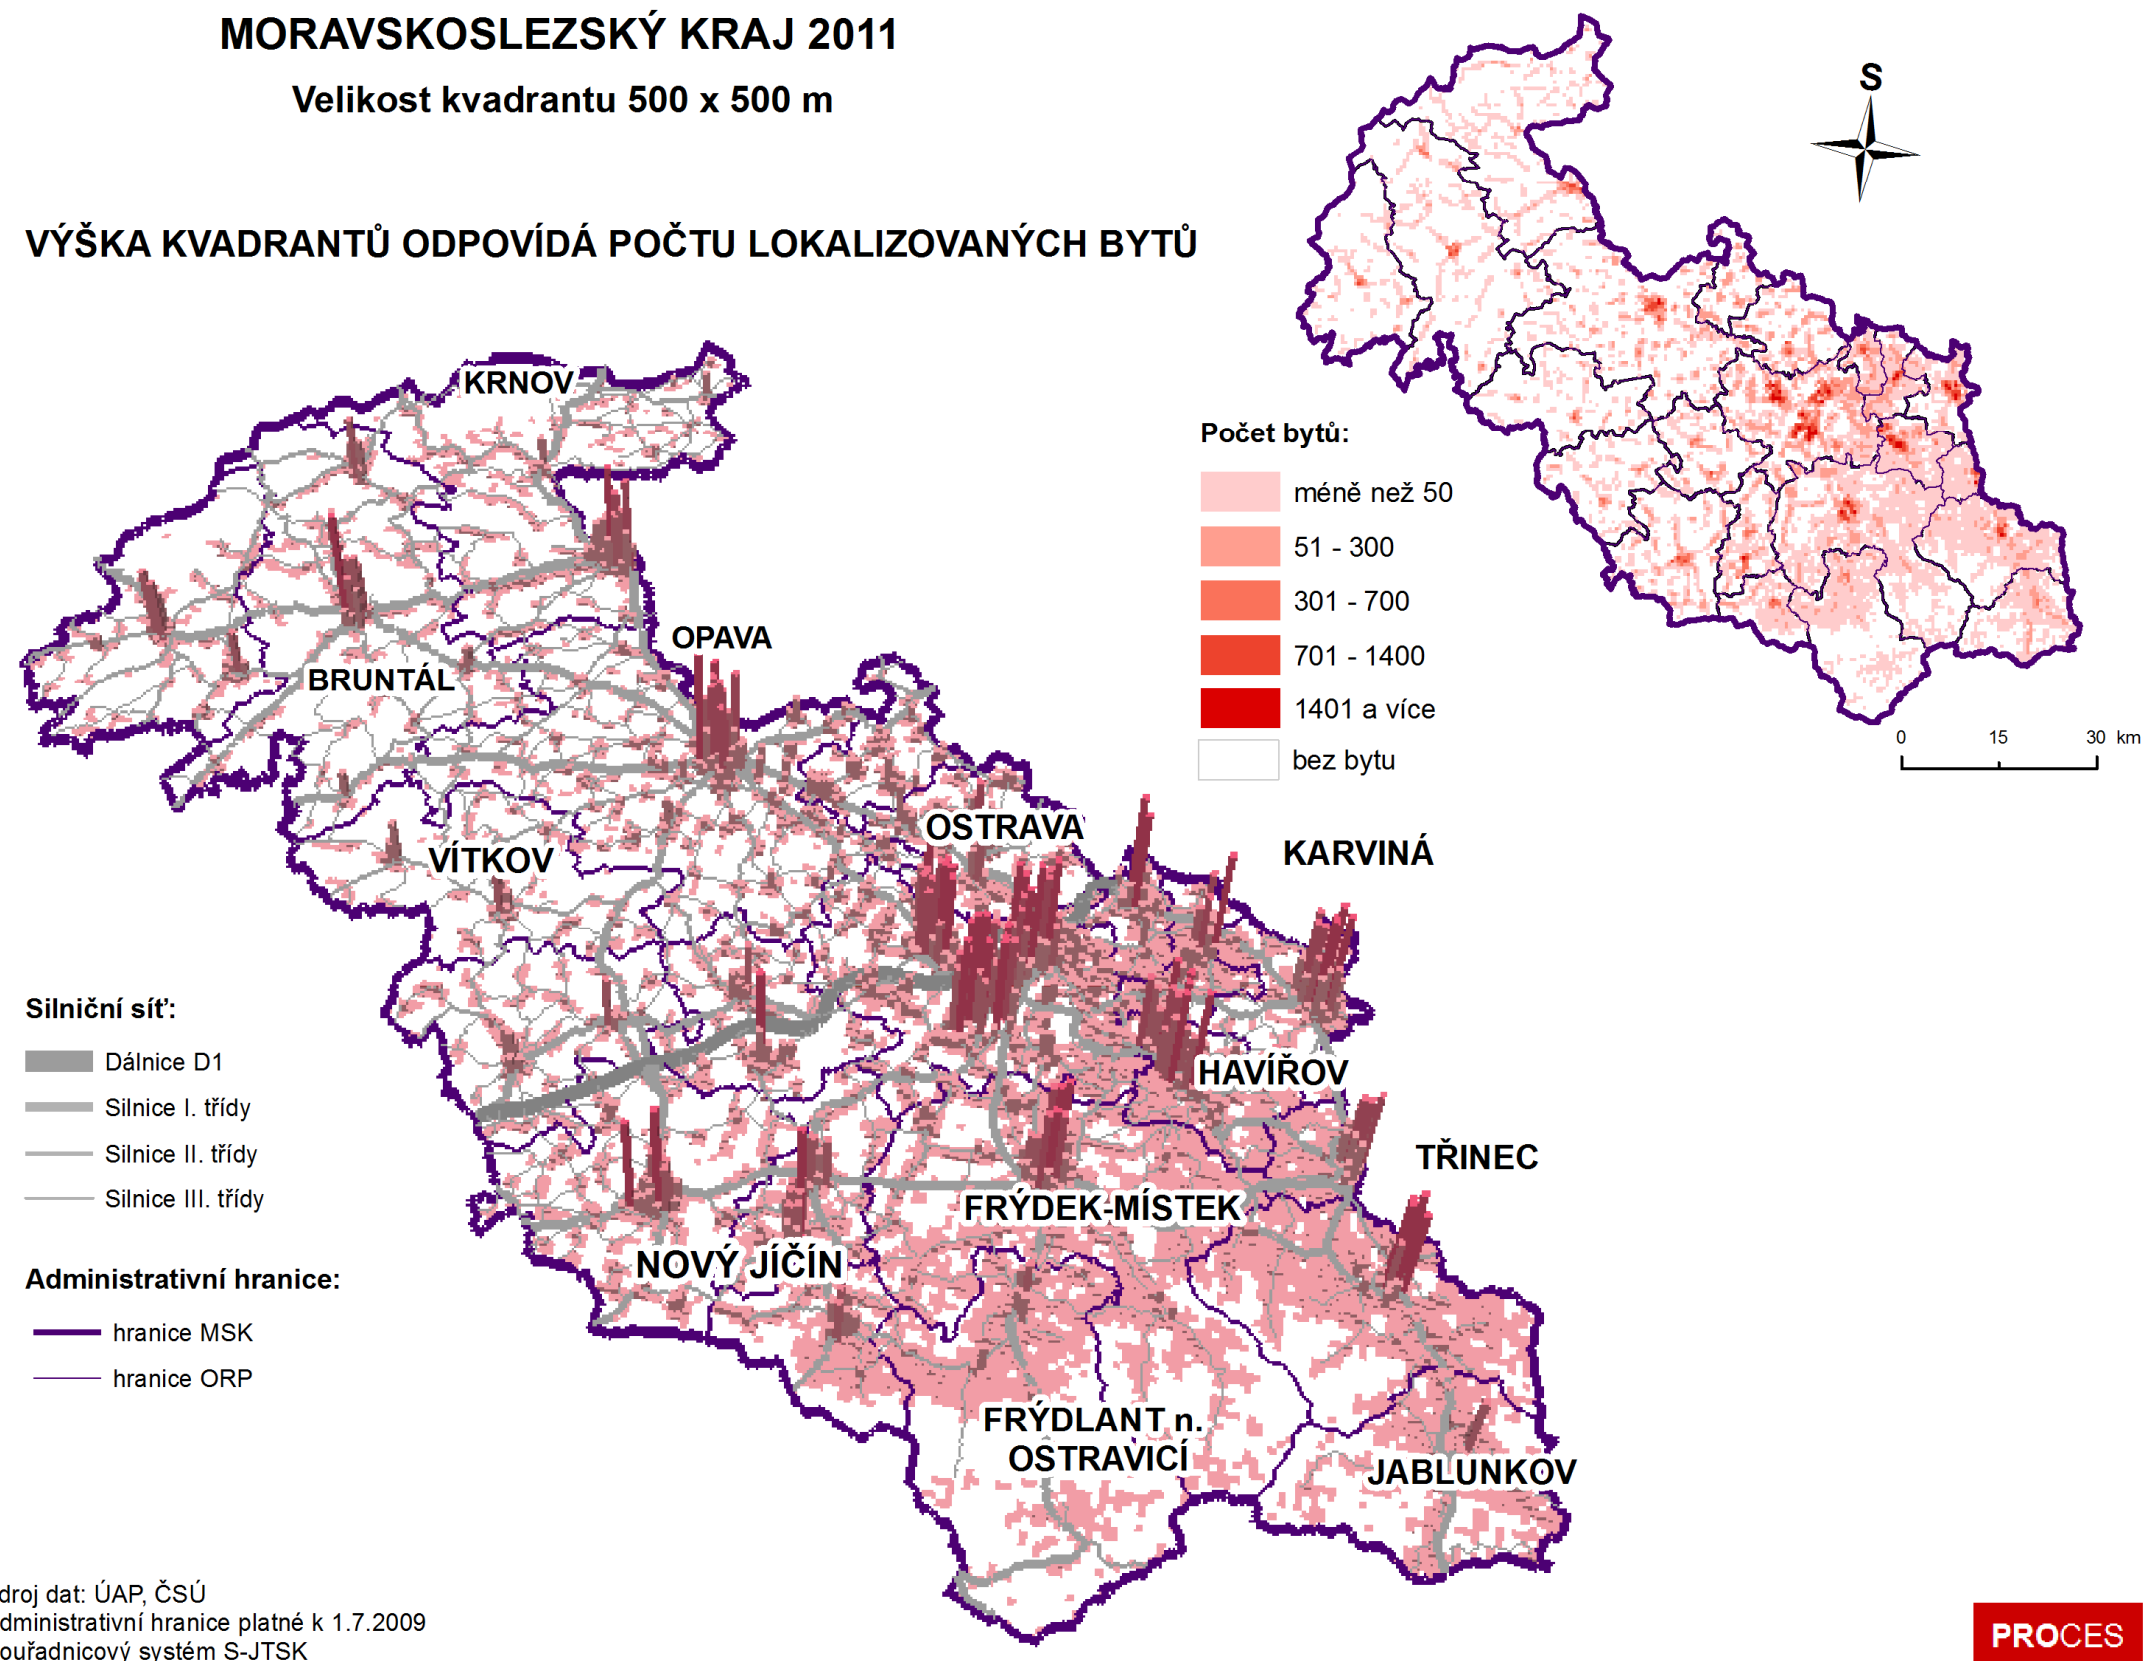 MORAVSKOSLEZSKÝ KRAJ 2011
Velikost kvadrantu 500 x 500 m
VÝŠKA KVADRANTŮ ODPOVÍDÁ POČTU LOKALIZOVANÝCH BYTŮ
S
KRNOV
OPAVA
BRUNTÁL
VÍTKOV
OSTRAVA
KARVINÁ
HAVÍŘOV
TŘINEC
FRÝDEK-MÍSTEK
NOVÝ JÍČÍN
FRÝDLANT n.
OSTRAVICÍ
JABLUNKOV
Počet bytů:
méně než 50
51 - 300
301 - 700
701 - 1400
1401 a více
bez bytu
0 15 30 km
Silniční síť:
Dálnice D1
Silnice I. třídy
Silnice II. třídy
Silnice III. třídy
Administrativní hranice:
hranice MSK
hranice ORP
droj dat: ÚAP, ČSÚ
dministrativní hranice platné k 1.7.2009
ouřadnicový systém S-JTSK
PROCES